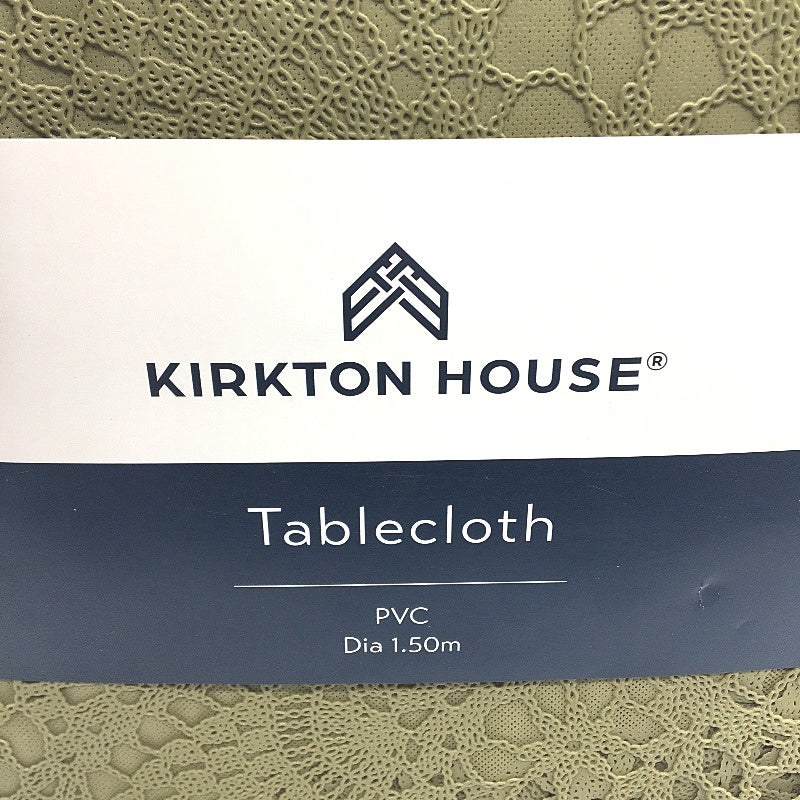 KIRKTON HOUSE®
Tablecloth
PVC
Dia 1.50m